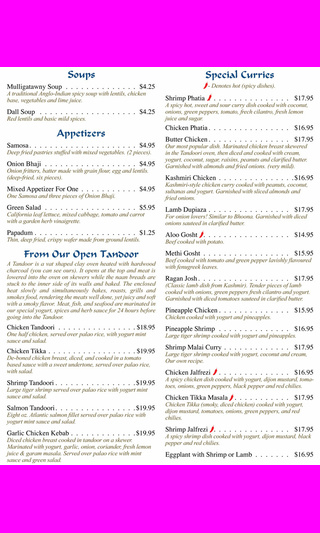 Soups
Mulligatawny Soup . . . . . . . . . . . . . $4.25
A traditional Anglo-Indian spicy soup with lentils, chicken
base, vegetables and lime juice.
Dall Soup . . . . . . . . . . . . . . . . . . . . $4.25
Red lentils and basic mild spices.
Appetizers
Samosa . . . . . . . . . . . . . . . . . . . . . . $4.95
Deep fried pastries stuffed with mixed vegetables. (2 pieces).
Onion Bhaji . . . . . . . . . . . . . . . . . . . $4.95
Onion fritters, batter made with grain flour, egg and lentils,
(deep-fried, six pieces).
Mixed Appetizer For One . . . . . . . . . $4.95
One Samosa and three pieces of Onion Bhaji.
Green Salad . . . . . . . . . . . . . . . . . . . $5.95
California leaf lettuce, mixed cabbage, tomato and carrot
with a garden herb vinaigrette.
Papadum . . . . . . . . . . . . . . . . . . . . . $1.25
Thin, deep fried, crispy wafer made from ground lentils.
From Our Open Tandoor
A Tandoor is a vat shaped clay oven heated with hardwood
charcoal (you can see ours). It opens at the top and meat is
lowered into the oven on skewers while the naan breads are
stuck to the inner side of its walls and baked. The enclosed
heat slowly and simultaneously bakes, roasts, grills and
smokes food, rendering the meats well done, yet juicy and soft
with a smoky flavor. Meat, fish, and seafood are marinated in
our special yogurt, spices and herb sauce for 24 hours before
going into the Tandoor.
Chicken Tandoori . . . . . . . . . . . . . . $18.95
One half chicken, served over palao rice, with yogurt mint
sauce and salad.
Chicken Tikka . . . . . . . . . . . . . . . . $19.95
De-boned chicken breast, diced, and cooked in a tomato
based sauce with a sweet undertone, served over palao rice,
with salad.
Shrimp Tandoori . . . . . . . . . . . . . . $19.95
Large tiger shrimp served over palao rice with yogurt mint
sauce and salad.
Salmon Tandoori . . . . . . . . . . . . . . $19.95
Eight oz. Atlantic salmon fillet served over palao rice with
yogurt mint sauce and salad.
Garlic Chicken Kebab . . . . . . . . . . . $19.95
Diced chicken breast cooked in tandoor on a skewer.
Marinated with yogurt, garlic, onion, coriander, fresh lemon
juice & garam masala. Served over palao rice with mint
sauce and green salad.
Special Curries
- Denotes hot (spicy dishes).
Shrimp Phatia . . . . . . . . . . . . . . . $17.95
A spicy hot, sweet and sour curry dish cooked with coconut,
onions, green peppers, tomato, fresh cilantro, fresh lemon
juice and sugar.
Chicken Phatia . . . . . . . . . . . . . . . . $16.95
Butter Chicken . . . . . . . . . . . . . . . . $17.95
Our most popular dish. Marinated chicken breast skewered
in the Tandoori oven, then diced and cooked with cream,
yogurt, coconut, sugar, raisins, peanuts and clarified butter
Garnished with almonds and fried onions. (very mild).
Kashmiri Chicken . . . . . . . . . . . . . . $16.95
Kashmiri-style chicken curry cooked with peanuts, coconut,
sultanan and yogurt. Garnished with sliced almonds and
fried onions.
Lamb Dupiaza . . . . . . . . . . . . . . . . $17.95
For onion lovers! Similar to Bhoona. Garnished with diced
onions sauteed in clarified butter.
Aloo Gosht . . . . . . . . . . . . . . . . . $14.95
Beef cooked with potato.
Methi Gosht . . . . . . . . . . . . . . . . . $15.95
Beef cooked with tomato and green pepper lavishly flavoured
with fenugreek leaves.
Ragan Josh . . . . . . . . . . . . . . . . . . $17.95
(Classic lamb dish from Kashmir). Tender pieces of lamb
cooked with onions, green peppers fresh cilantro and yogurt.
Garnished with diced tomatoes sauteed in clarified butter.
Pineapple Chicken . . . . . . . . . . . . . $15.95
Chicken cooked with yogurt and pineapples.
Pineapple Shrimp . . . . . . . . . . . . . . $16.95
Large tiger shrimp cooked with yogurt and pineapples.
Chicken Jalfrezi . . . . . . . . . . . . . . $16.95
A spicy chicken dish cooked with yogurt, dijon mustard, toma-
toes, onions, green peppers, black pepper and red chilies.
Shrimp Malai Curry . . . . . . . . . . . . $17.95
Large tiger shrimp cooked with yogurt, coconut and cream.
Our own recipe.
Chicken Tikka Masala . . . . . . . . . . $17.95
Chicken Tikka (smoky, diced chicken) cooked with yogurt,
dijon mustard, tomatoes, onions, green peppers, and red
chilies.
Shrimp Jalfrezi . . . . . . . . . . . . . . $17.95
A spicy shrimp dish cooked with yogurt, dijon mustard, black
pepper and red chilies.
Eggplant with Shrimp or Lamb . . . . $16.95